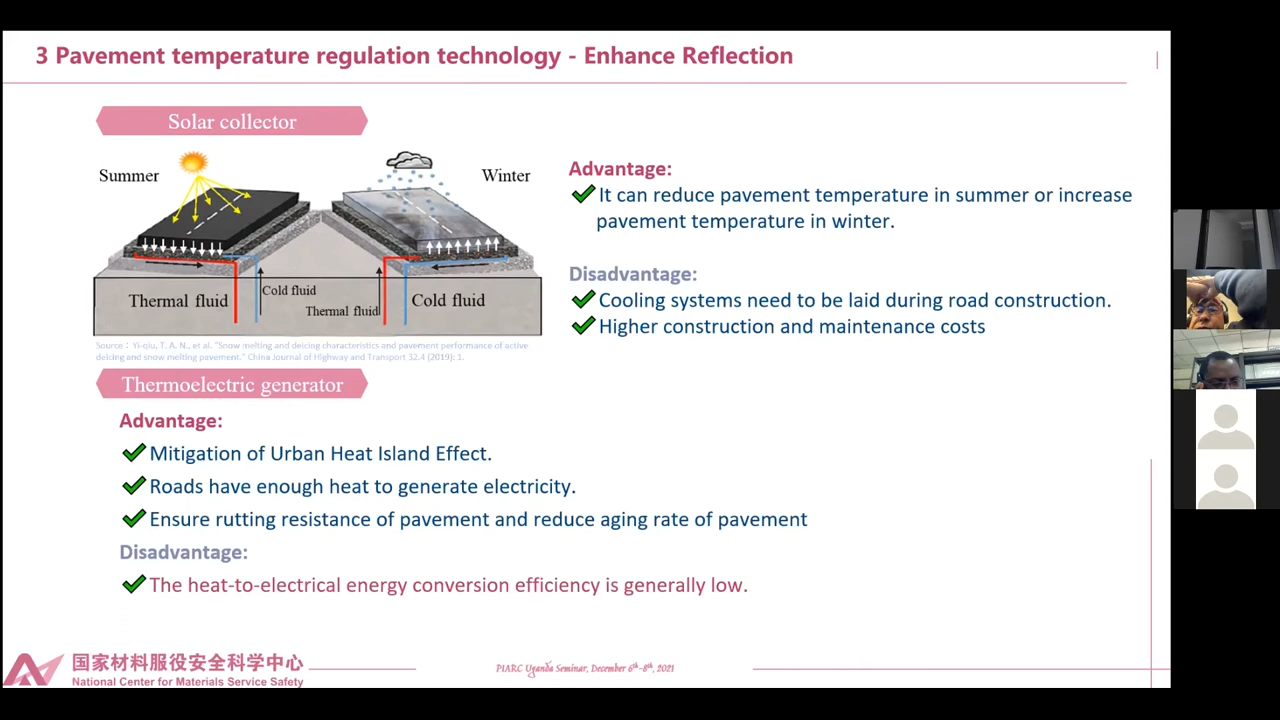 3 Pavement temperature regulation technology - Enhance Reflection
Solar collector
Summer
Winter
Thermal fluid
Cold fluid
Thermal fluid
Cold fluid
Source：Yi-qiu, T. A. N., et al. "Snow melting and deicing characteristics and pavement performance of active
deicing and snow melting pavement." China Journal of Highway and Transport 32.4 (2019): 1.
Advantage:
It can reduce pavement temperature in summer or increase
pavement temperature in winter.
Disadvantage:
Cooling systems need to be laid during road construction.
Higher construction and maintenance costs
Thermoelectric generator
Advantage:
Mitigation of Urban Heat Island Effect.
Roads have enough heat to generate electricity.
Ensure rutting resistance of pavement and reduce aging rate of pavement
Disadvantage:
The heat-to-electrical energy conversion efficiency is generally low.
国家材料服役安全科学中心
National Center for Materials Service Safety
PIARC Uganda Seminar, December 6th-8th, 2021